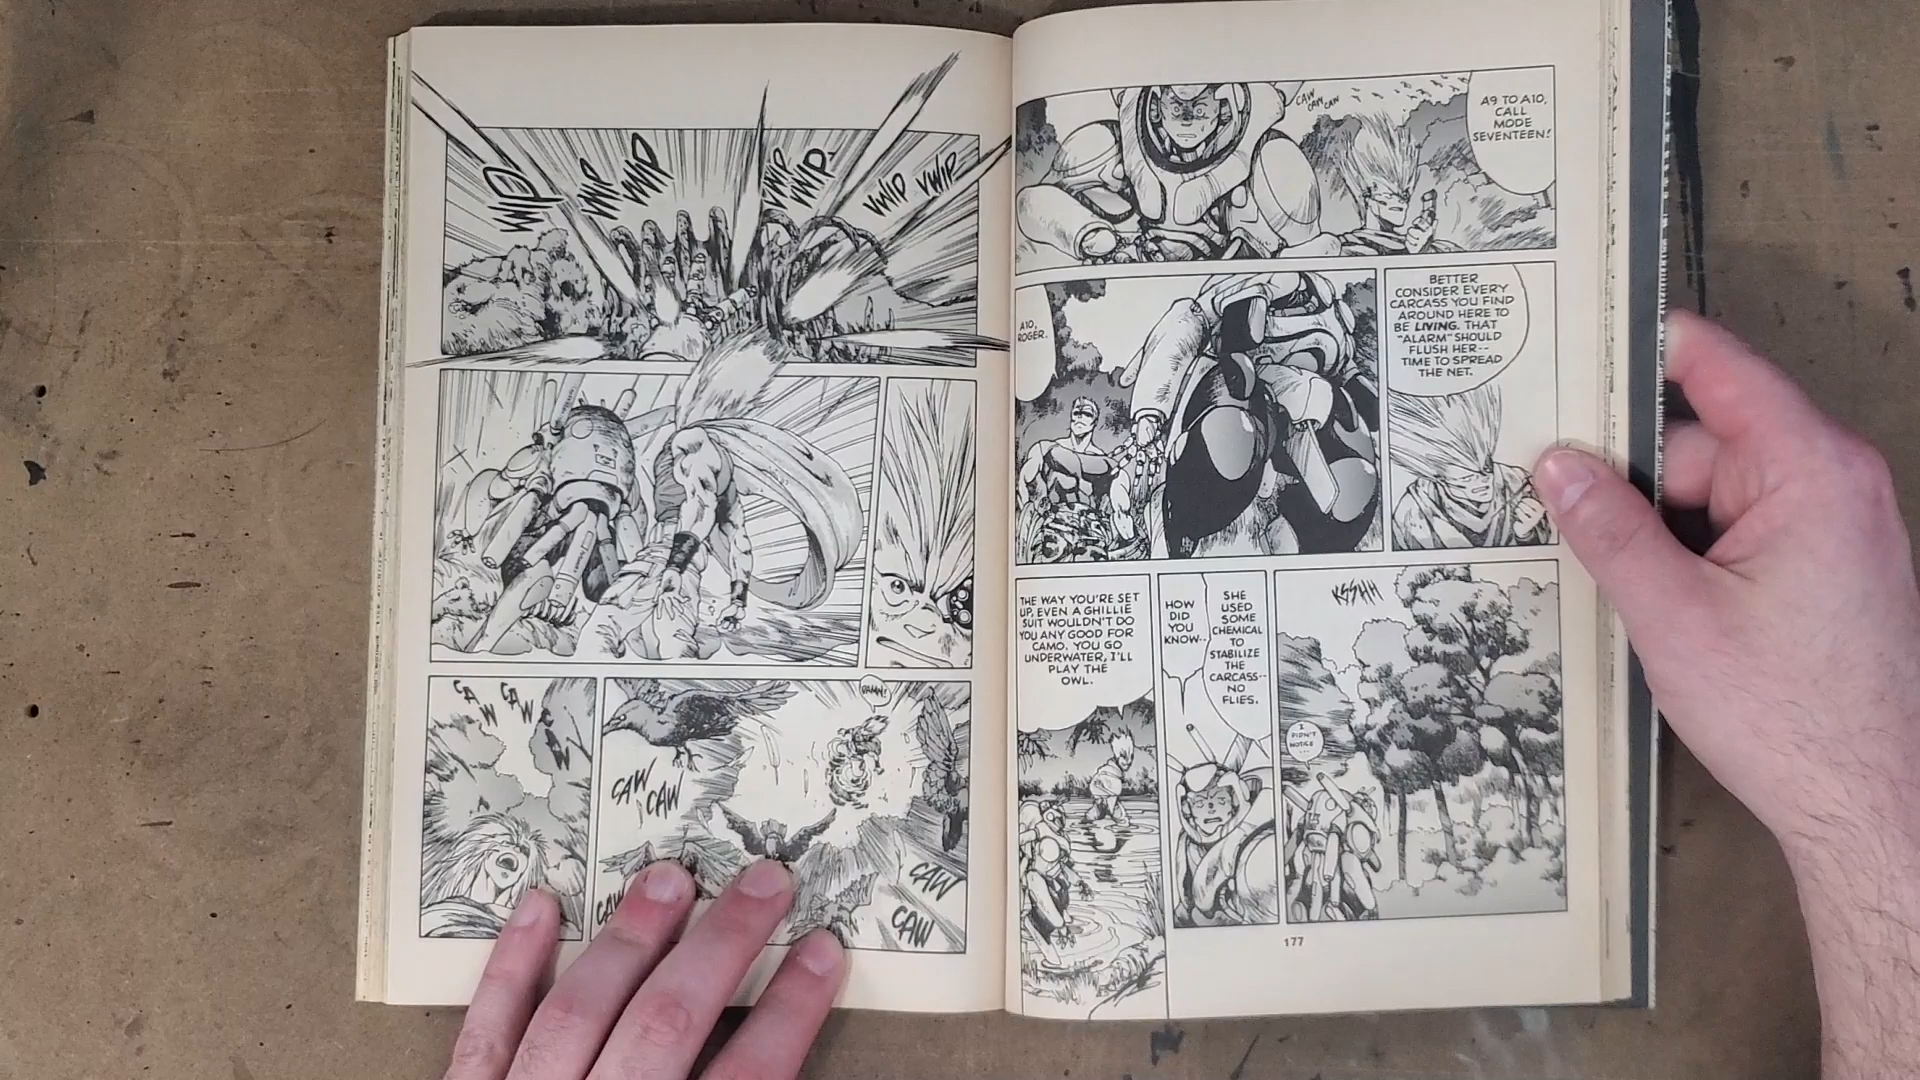 VWIP
VWIP
VWIP
VWIP
VWIP
VWIP
VWIP
CAW
CAW
CAW
DAMN!
CAW
CAW
CAW
CAW
CAW
CAW
CAW
CAW
A9 TO A10,
CALL
MODE
SEVENTEEN!
A10,
ROGER.
BETTER
CONSIDER EVERY
CARCASS YOU FIND
AROUND HERE TO
BE LIVING. THAT
"ALARM" SHOULD
FLUSH HER--
TIME TO SPREAD
THE NET.
THE WAY YOU'RE SET
UP, EVEN A GHILLIE
SUIT WOULDN'T DO
YOU ANY GOOD FOR
CAMO. YOU GO
UNDERWATER, I'LL
PLAY THE
OWL.
HOW
DID
YOU
KNOW..
SHE
USED
SOME
CHEMICAL
TO
STABILIZE
THE
CARCASS--
NO
FLIES.
KSSHH
I
DIDN'T
NOTICE
...
177